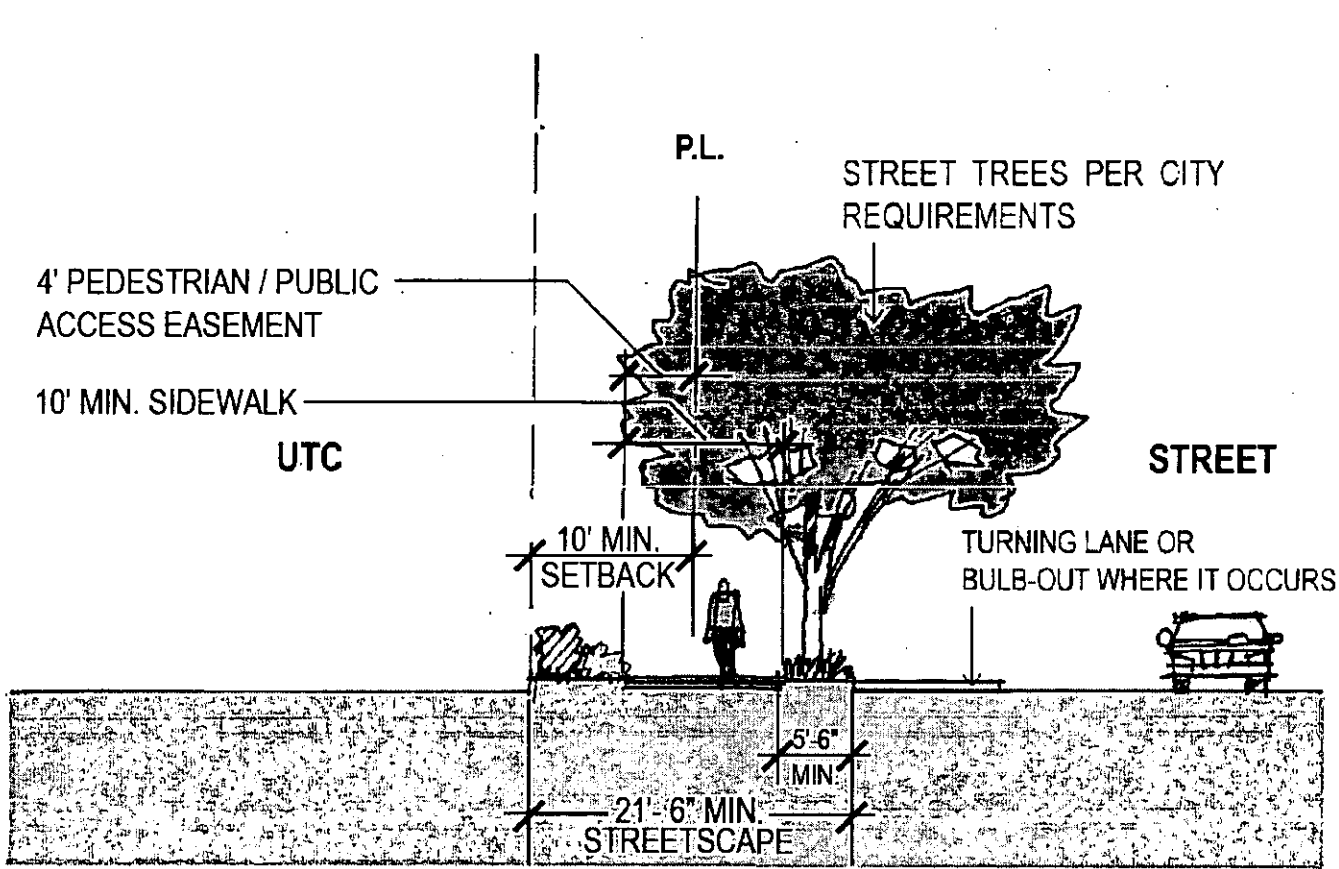 P.L.
STREET TREES PER CITY
REQUIREMENTS
4' PEDESTRIAN / PUBLIC
ACCESS EASEMENT
10' MIN. SIDEWALK
UTC
STREET
10' MIN.
SETBACK
TURNING LANE OR
BULB-OUT WHERE IT OCCURS
5'-6"
MIN.
21'-6" MIN.
STREETSCAPE